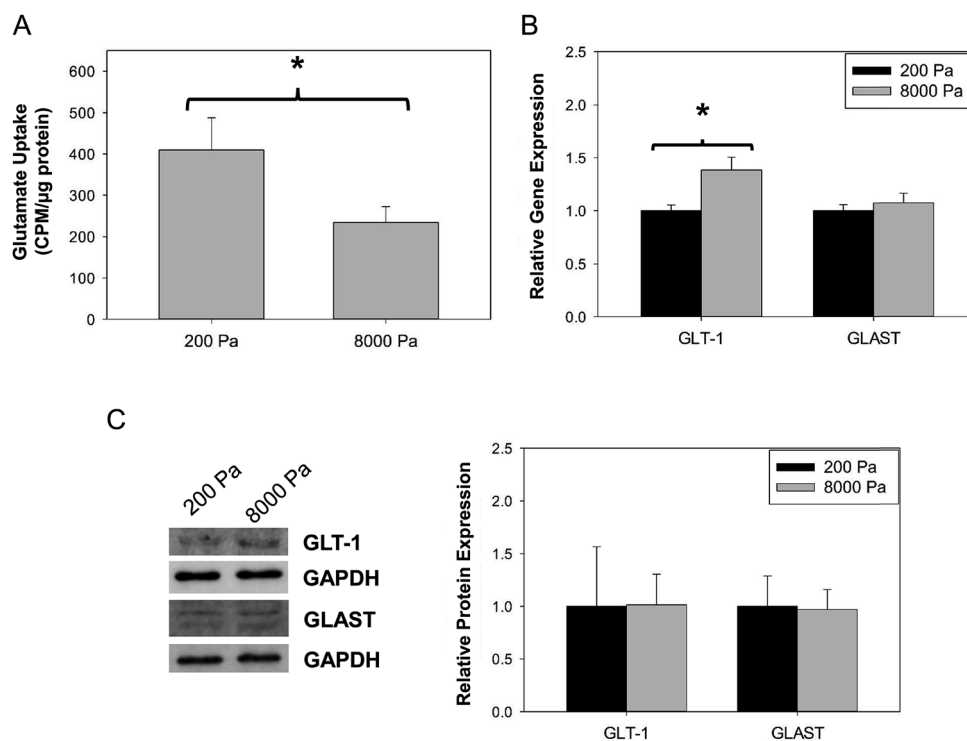 A
Glutamate Uptake
(CPM/µg protein)
600
500
400
300
200
100
0
*
200 Pa
8000 Pa
B
Relative Gene Expression
2.5
2.0
1.5
1.0
0.5
0.0
200 Pa
8000 Pa
*
GLT-1
GLAST
C
200 Pa
8000 Pa
GLT-1
GAPDH
GLAST
GAPDH
Relative Protein Expression
2.5
2.0
1.5
1.0
0.5
0.0
200 Pa
8000 Pa
GLT-1
GLAST